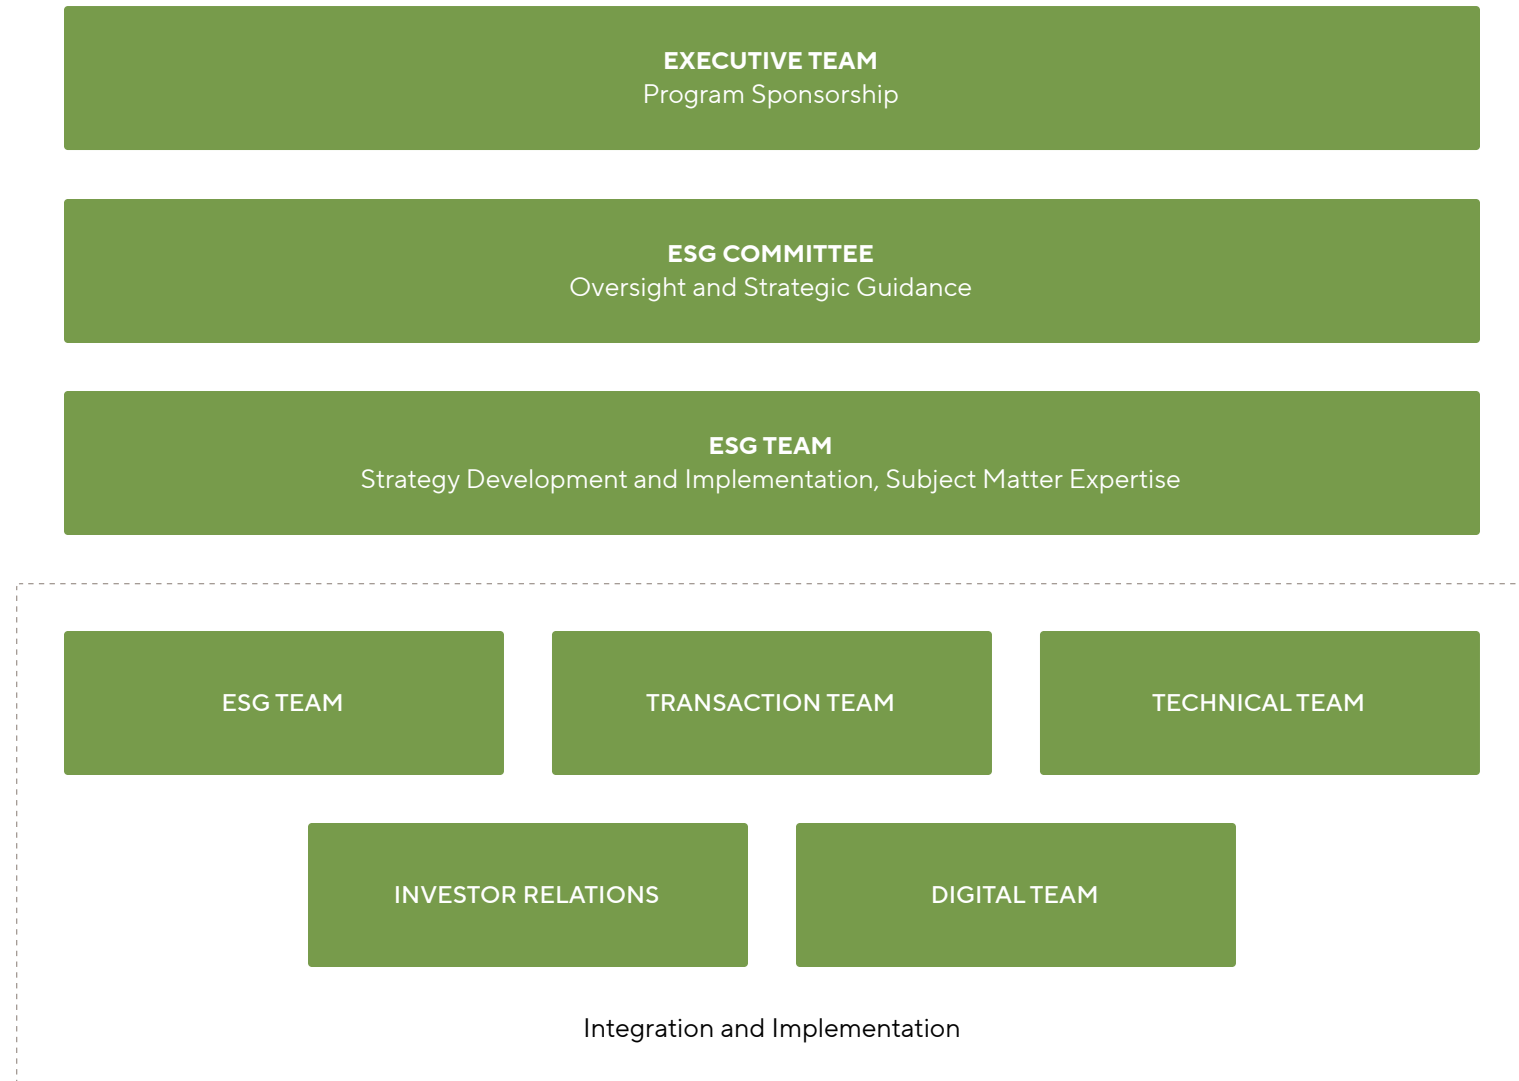 EXECUTIVE TEAM
Program Sponsorship
ESG COMMITTEE
Oversight and Strategic Guidance
ESG TEAM
Strategy Development and Implementation, Subject Matter Expertise
ESG TEAM
TRANSACTION TEAM
TECHNICAL TEAM
INVESTOR RELATIONS
DIGITAL TEAM
Integration and Implementation